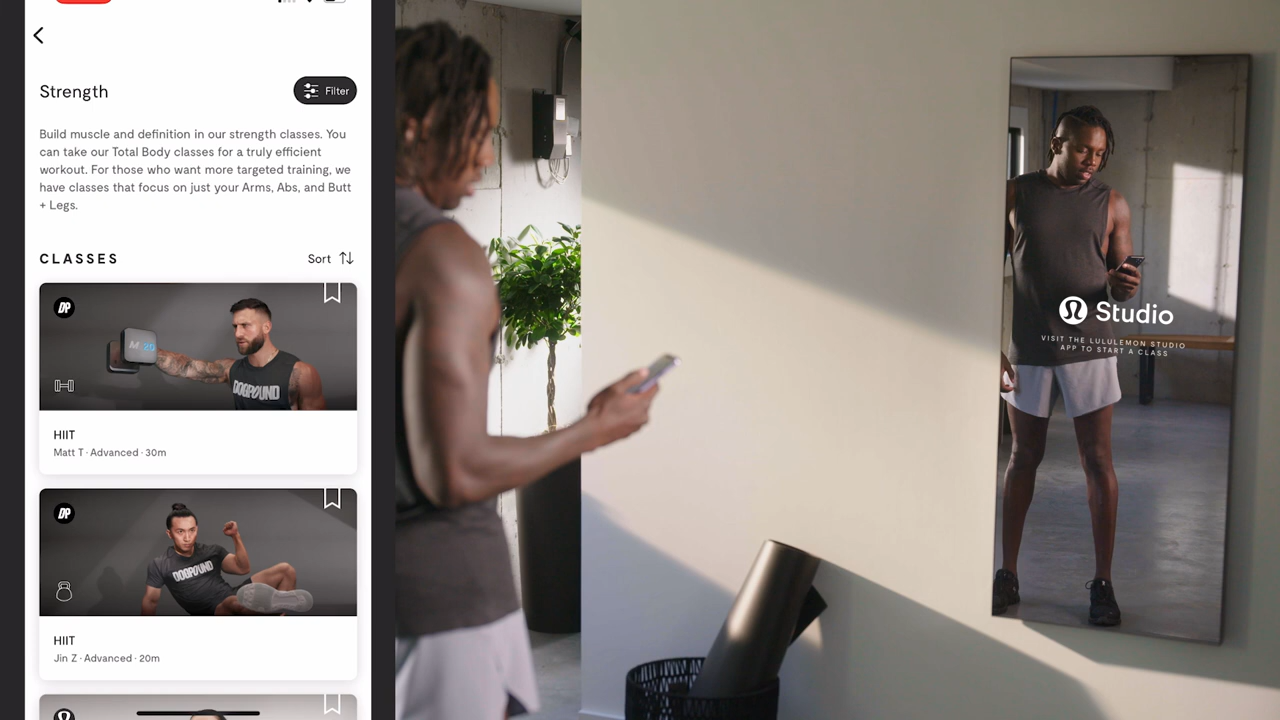 Strength
Filter
Build muscle and definition in our strength classes. You
can take our Total Body classes for a truly efficient
workout. For those who want more targeted training, we
have classes that focus on just your Arms, Abs, and Butt
+ Legs.
CLASSES
Sort
DP
M 20
DOGPOUND
HIIT
Matt T · Advanced · 30m
DP
DOGPOUND
HIIT
Jin Z · Advanced · 20m
Studio
VISIT THE LULULEMON STUDIO
APP TO START A CLASS